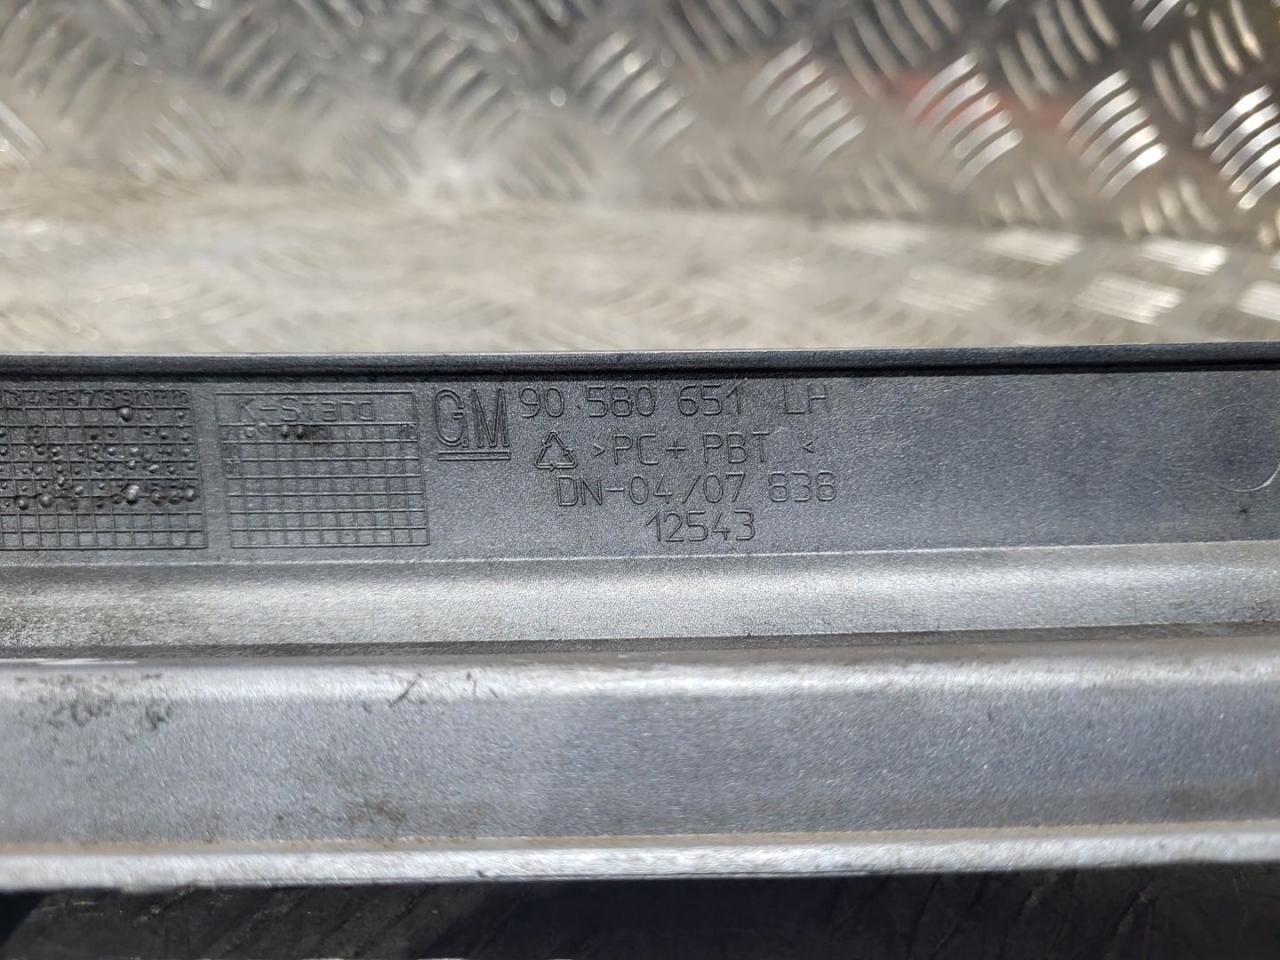 K-Stand
GM 90 580 651 LH
>PC+PBT<
DN-04/07 838
12543